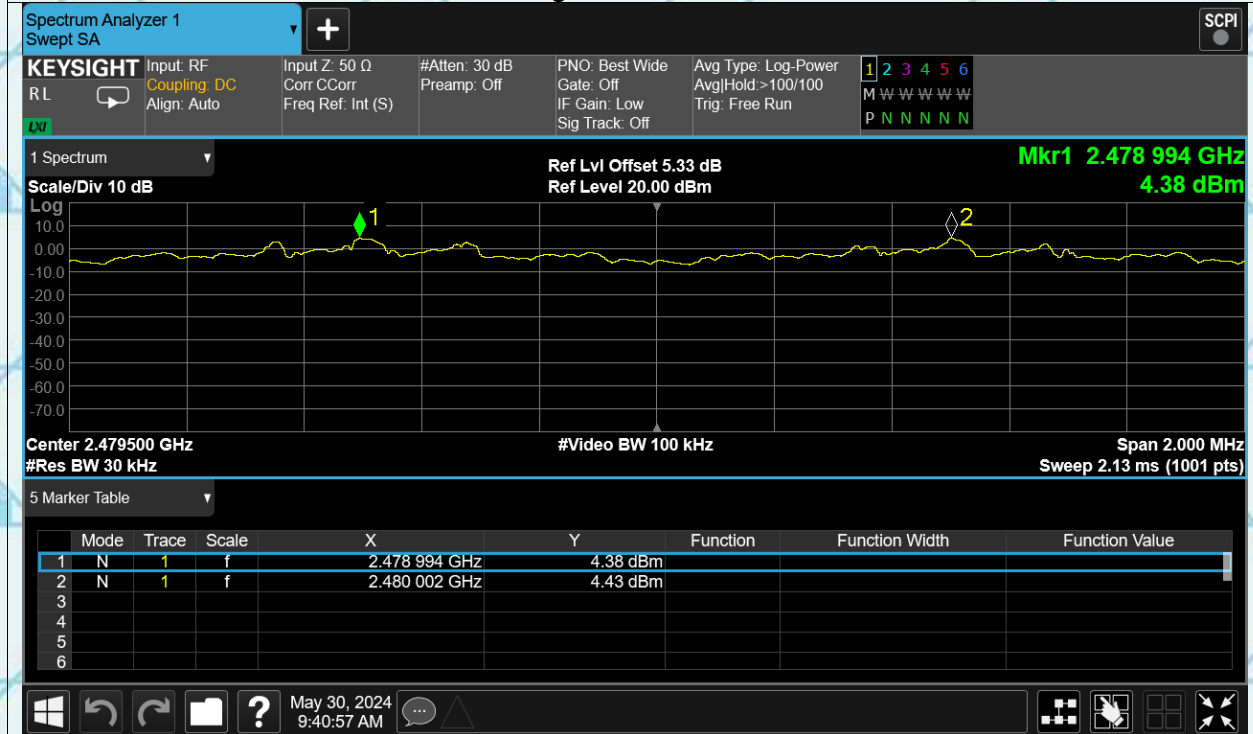 Spectrum Analyzer 1
Swept SA
SCPI
KEYSIGHT
RL
LXI
Input: RF
Coupling: DC
Align: Auto
Input Z: 50 Ω
Corr CCorr
Freq Ref: Int (S)
#Atten: 30 dB
Preamp: Off
PNO: Best Wide
Gate: Off
IF Gain: Low
Sig Track: Off
Avg Type: Log-Power
Avg|Hold:>100/100
Trig: Free Run
1 2 3 4 5 6
M W W W W W
P N N N N N
1 Spectrum
Scale/Div 10 dB
Ref Lvl Offset 5.33 dB
Ref Level 20.00 dBm
Mkr1 2.478 994 GHz
4.38 dBm
Log
10.0
0.00
-10.0
-20.0
-30.0
-40.0
-50.0
-60.0
-70.0
1
2
Center 2.479500 GHz
#Video BW 100 kHz
Span 2.000 MHz
#Res BW 30 kHz
Sweep 2.13 ms (1001 pts)
5 Marker Table
Mode Trace Scale X Y Function Function Width Function Value
1 N 1 f 2.478 994 GHz 4.38 dBm
2 N 1 f 2.480 002 GHz 4.43 dBm
3
4
5
6
?
May 30, 2024
9:40:57 AM